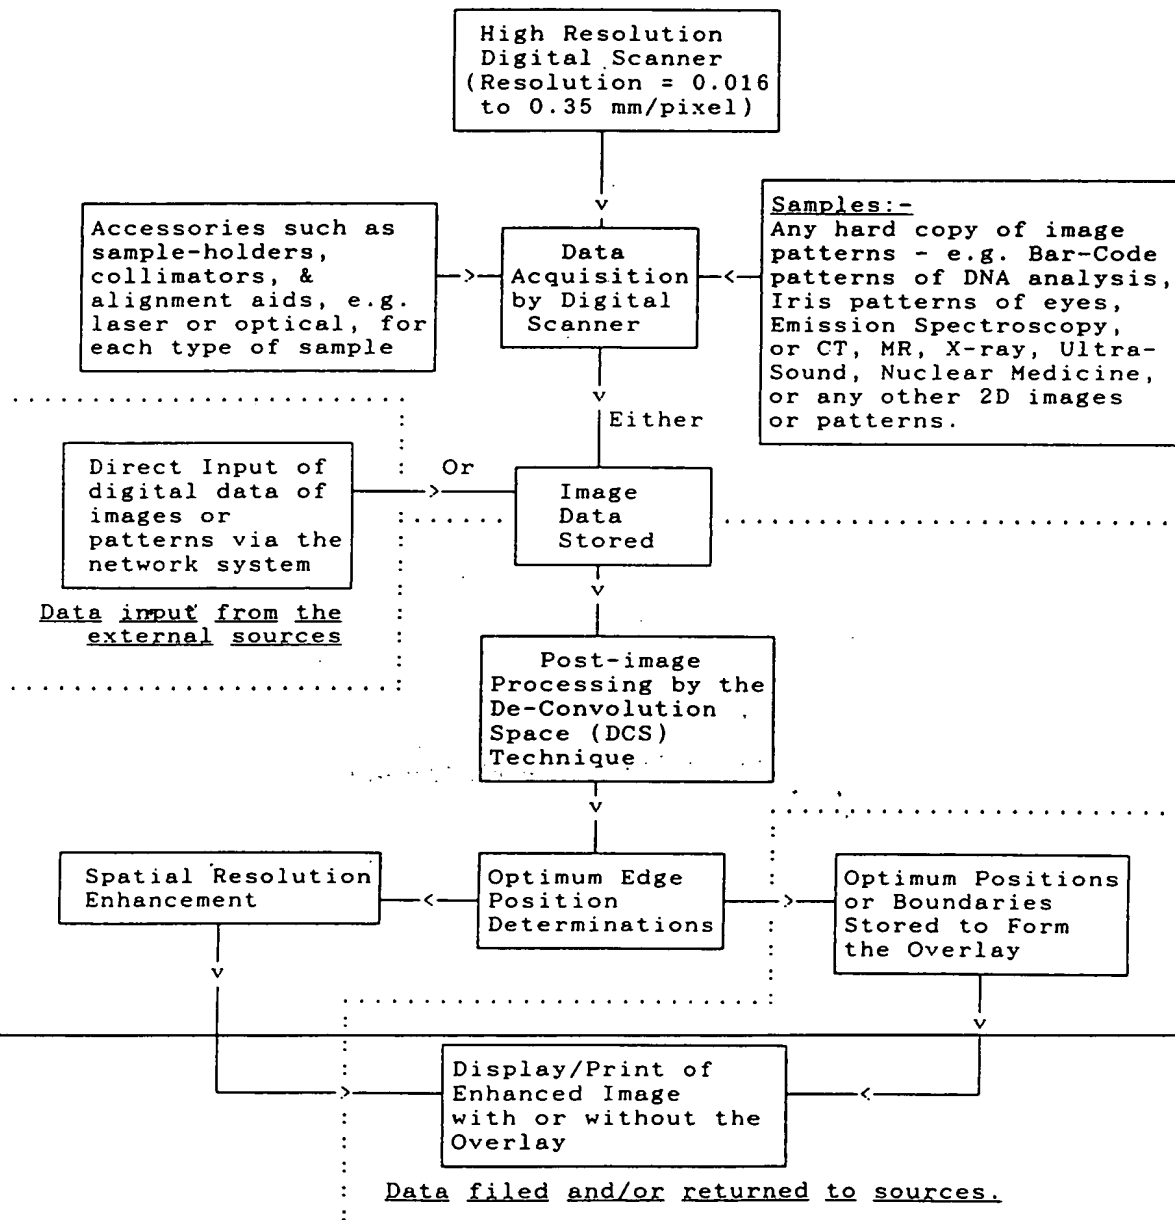 High Resolution
Digital Scanner
(Resolution = 0.016
to 0.35 mm/pixel)
Accessories such as
sample-holders,
collimators, &
alignment aids, e.g.
laser or optical, for
each type of sample
Data
Acquisition
by Digital
Scanner
Samples:-
Any hard copy of image
patterns - e.g. Bar-Code
patterns of DNA analysis,
Iris patterns of eyes,
Emission Spectroscopy,
or CT, MR, X-ray, Ultra-
Sound, Nuclear Medicine,
or any other 2D images
or patterns.
Either
Direct Input of
digital data of
images or
patterns via the
network system
Or
Image
Data
Stored
Data input from the
external sources
Post-image
Processing by the
De-Convolution
Space (DCS)
Technique
Spatial Resolution
Enhancement
Optimum Edge
Position
Determinations
Optimum Positions
or Boundaries
Stored to Form
the Overlay
Display/Print of
Enhanced Image
with or without the
Overlay
Data filed and/or returned to sources.